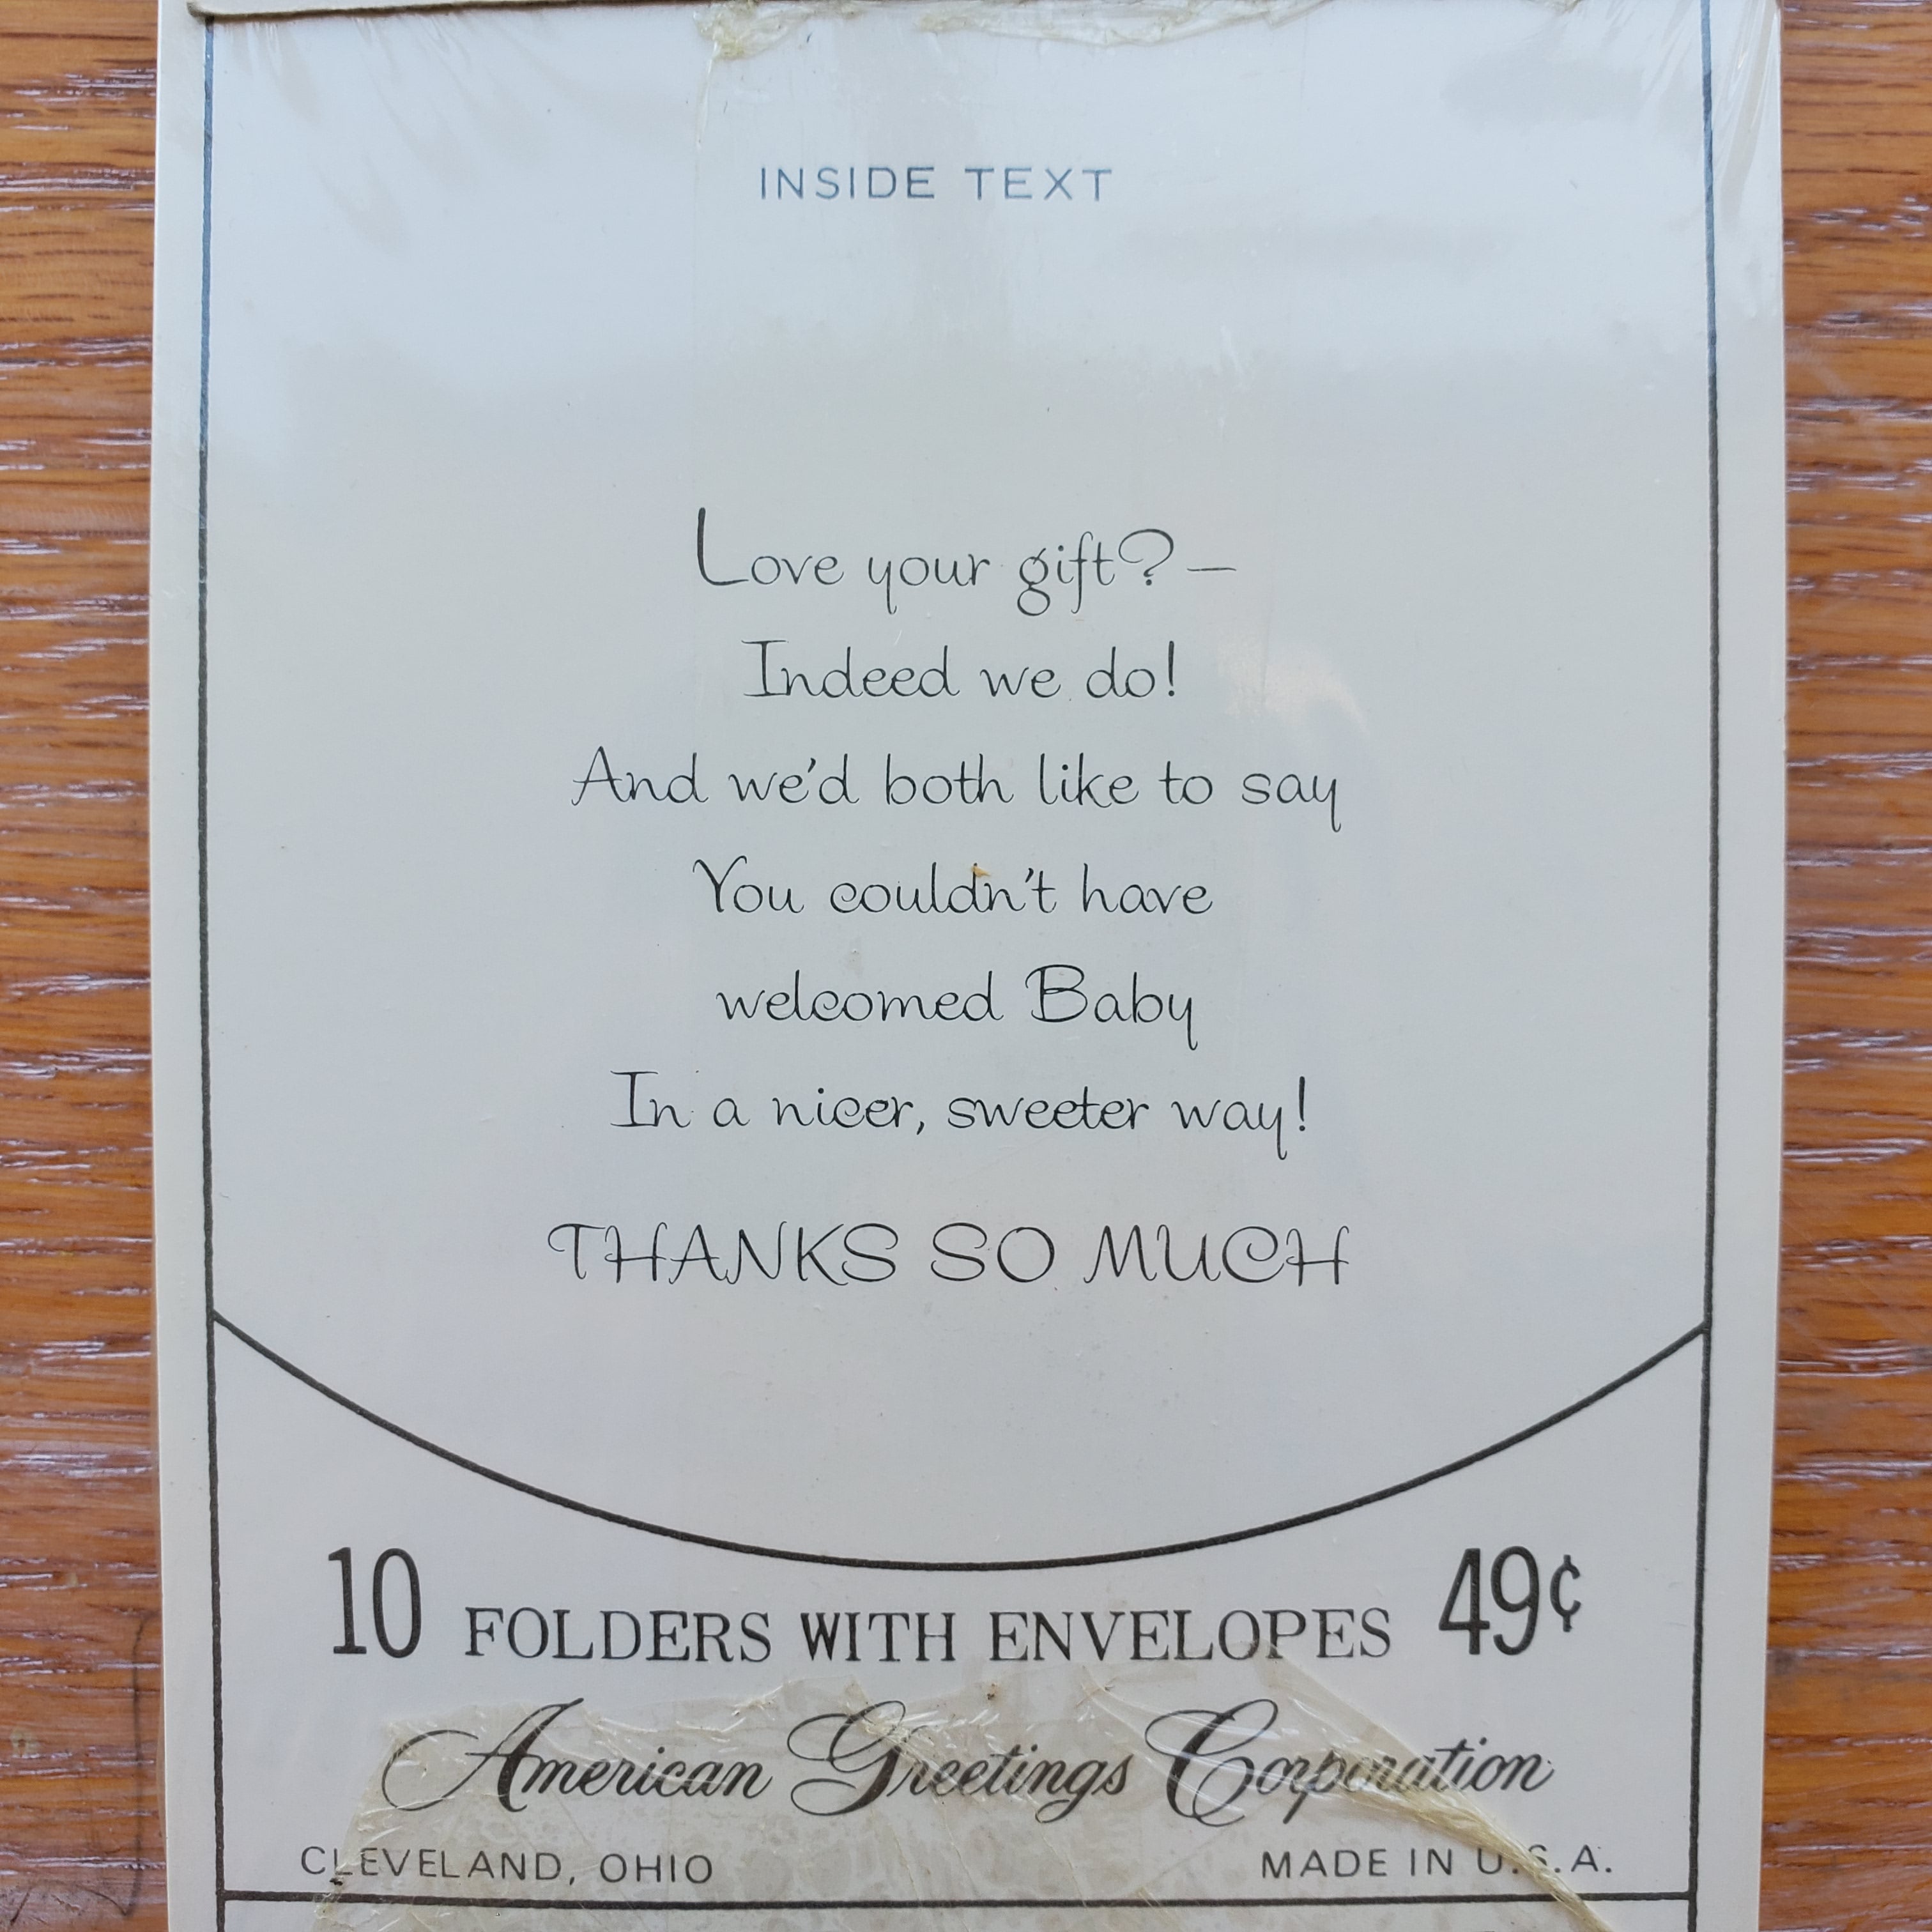 INSIDE TEXT
Love your gift?—
Indeed we do!
And we'd both like to say
You couldn't have
welcomed Baby
In a nicer, sweeter way!
THANKS SO MUCH
10 FOLDERS WITH ENVELOPES 49¢
American Greetings Corporation
CLEVELAND, OHIO MADE IN U.S.A.